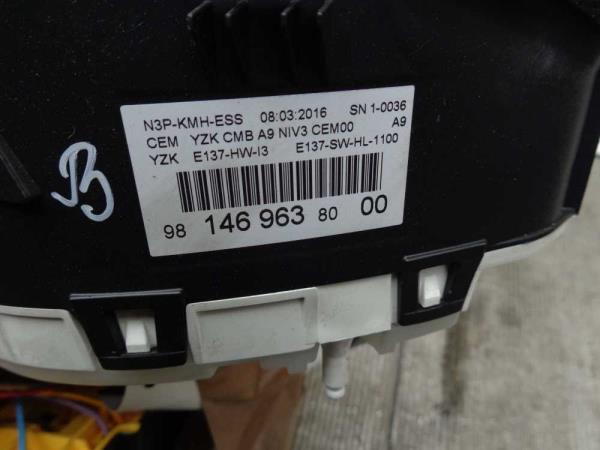 N3P-KMH-ESS 08:03:2016 SN 1-0036
CEM YZK CMB A9 NIV3 CEM00 A9
YZK E137-HW-I3 E137-SW-HL-1100
98 146 963 80 00
B